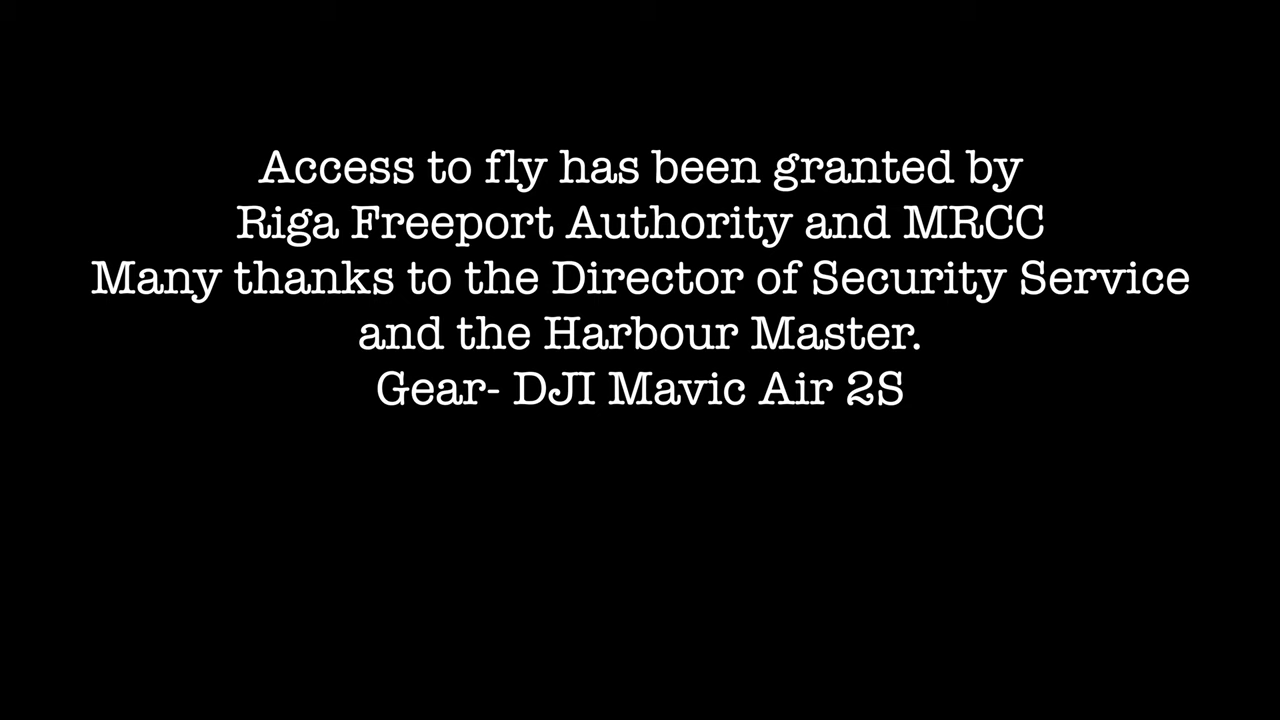 Access to fly has been granted by
Riga Freeport Authority and MRCC
Many thanks to the Director of Security Service
and the Harbour Master.
Gear- DJI Mavic Air 2S